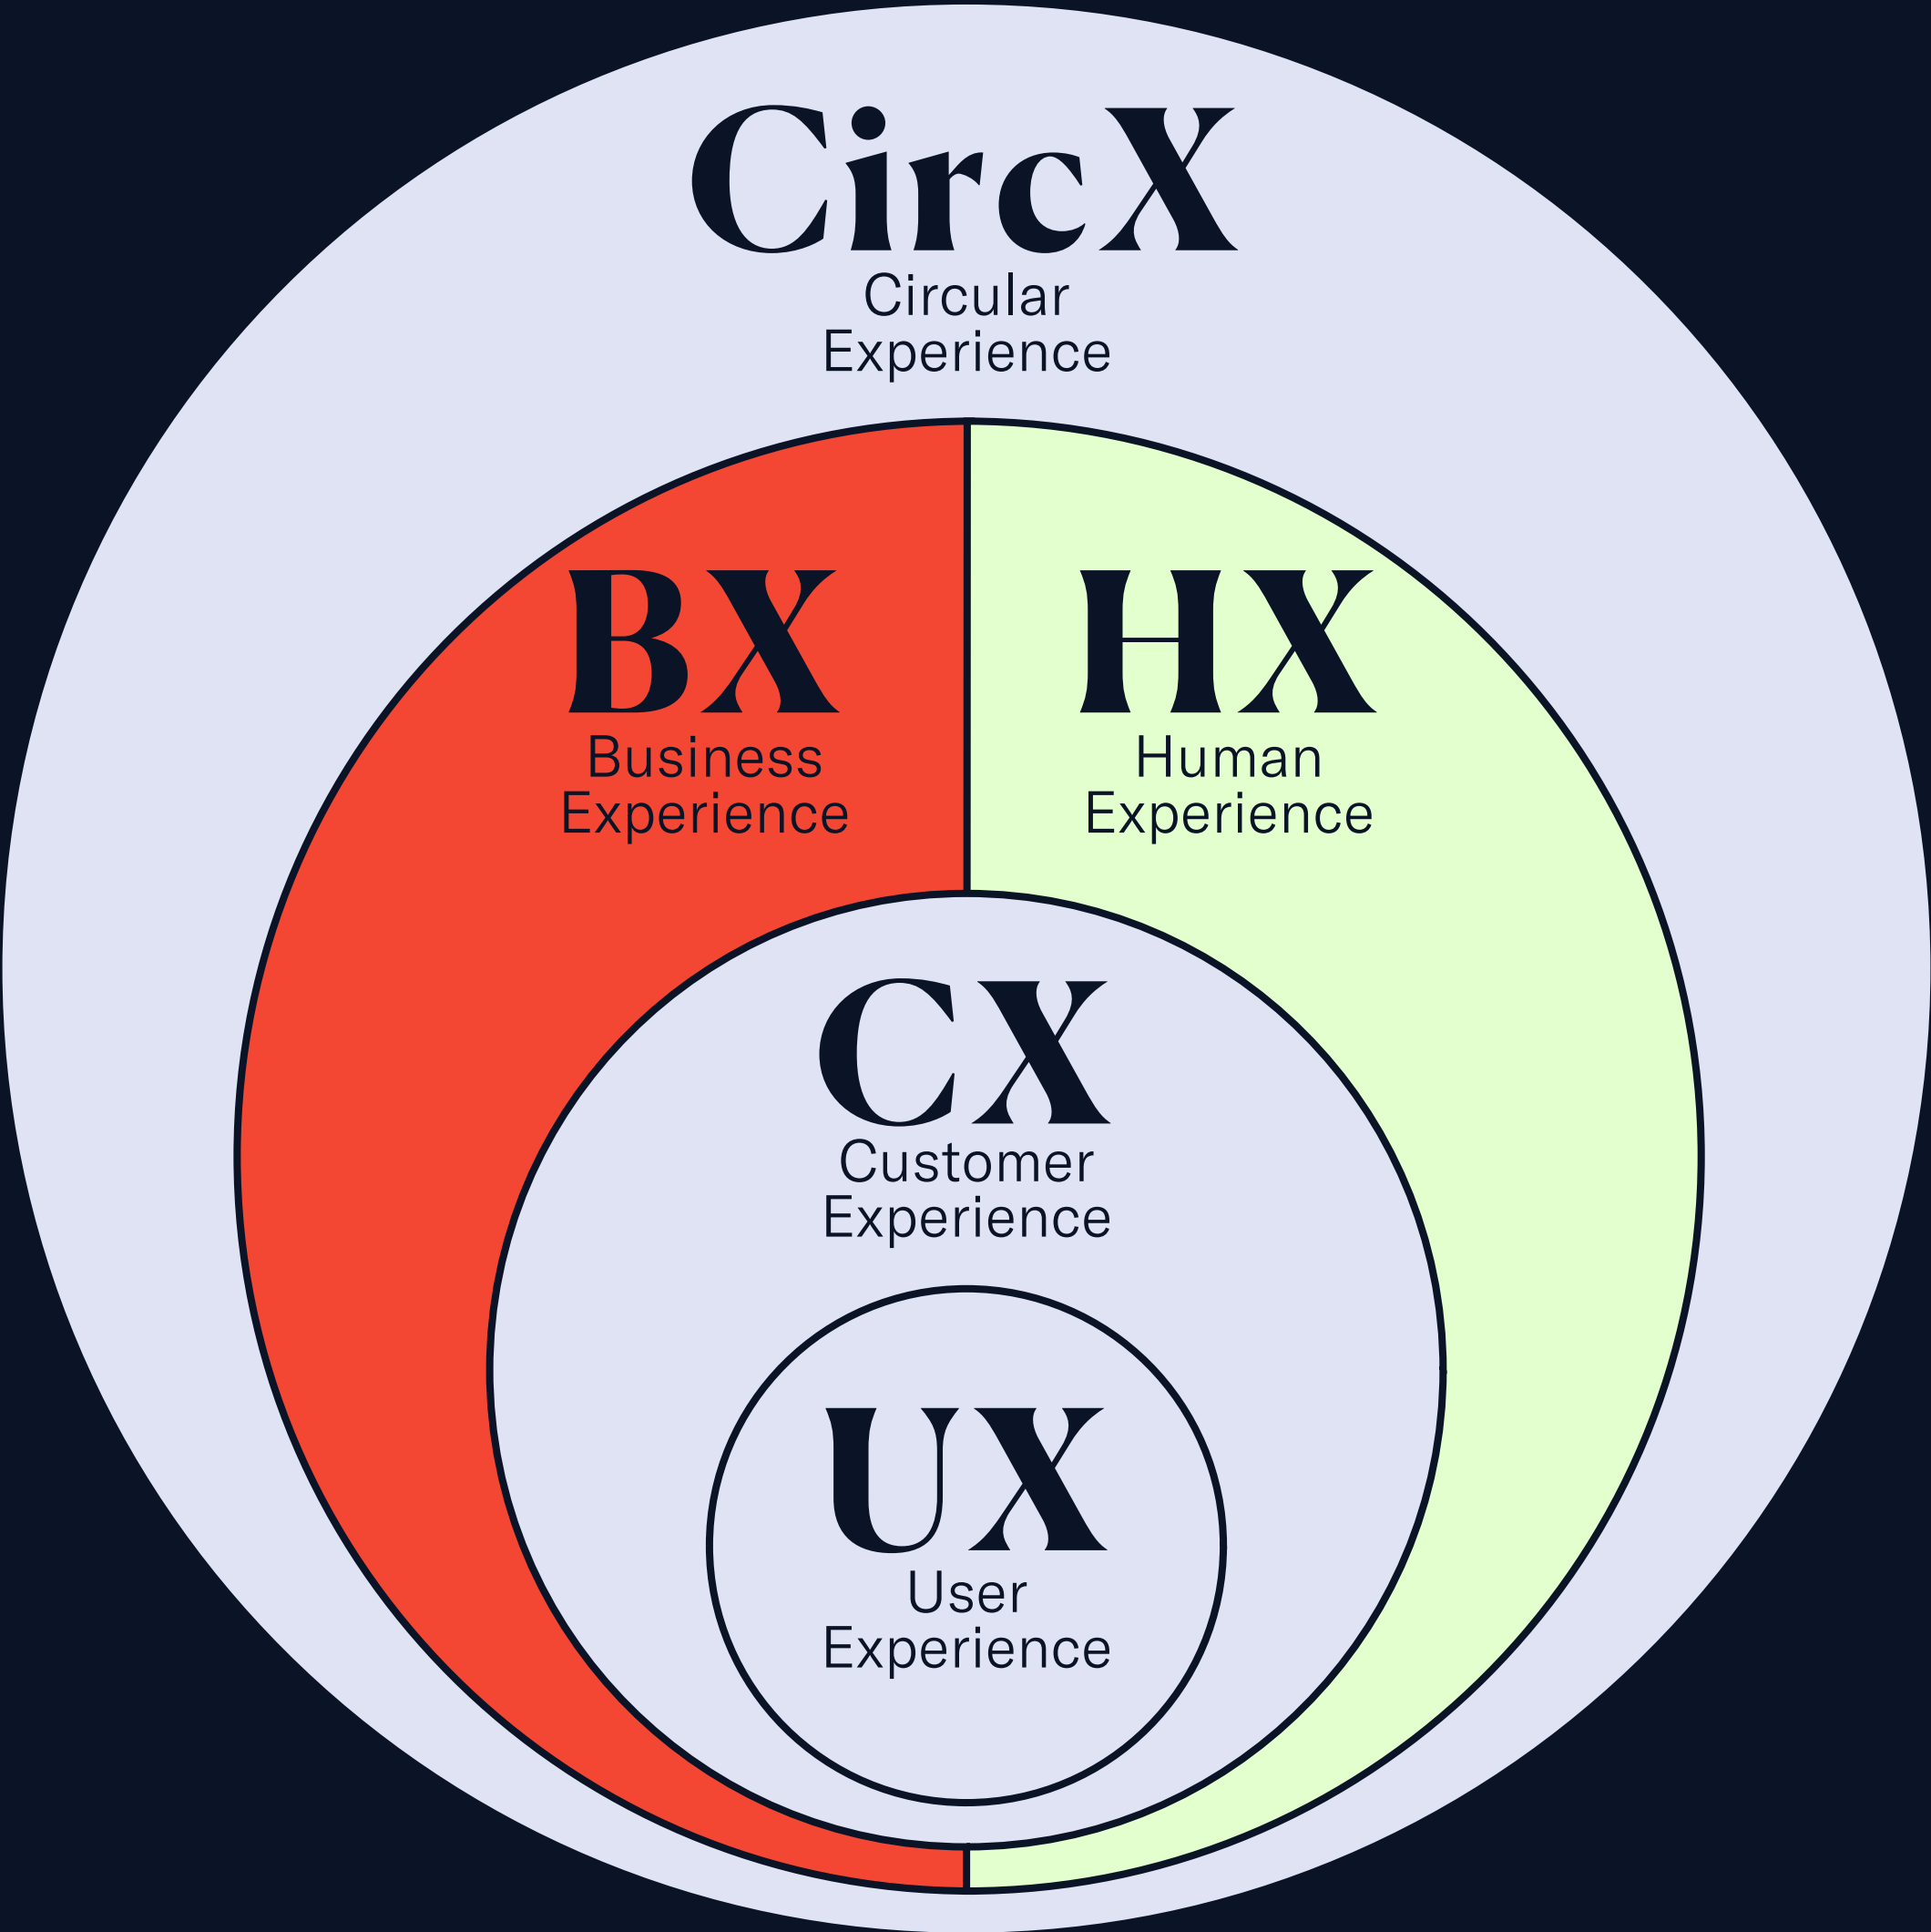 CircX
Circular
Experience
BX
Business
Experience
HX
Human
Experience
CX
Customer
Experience
UX
User
Experience